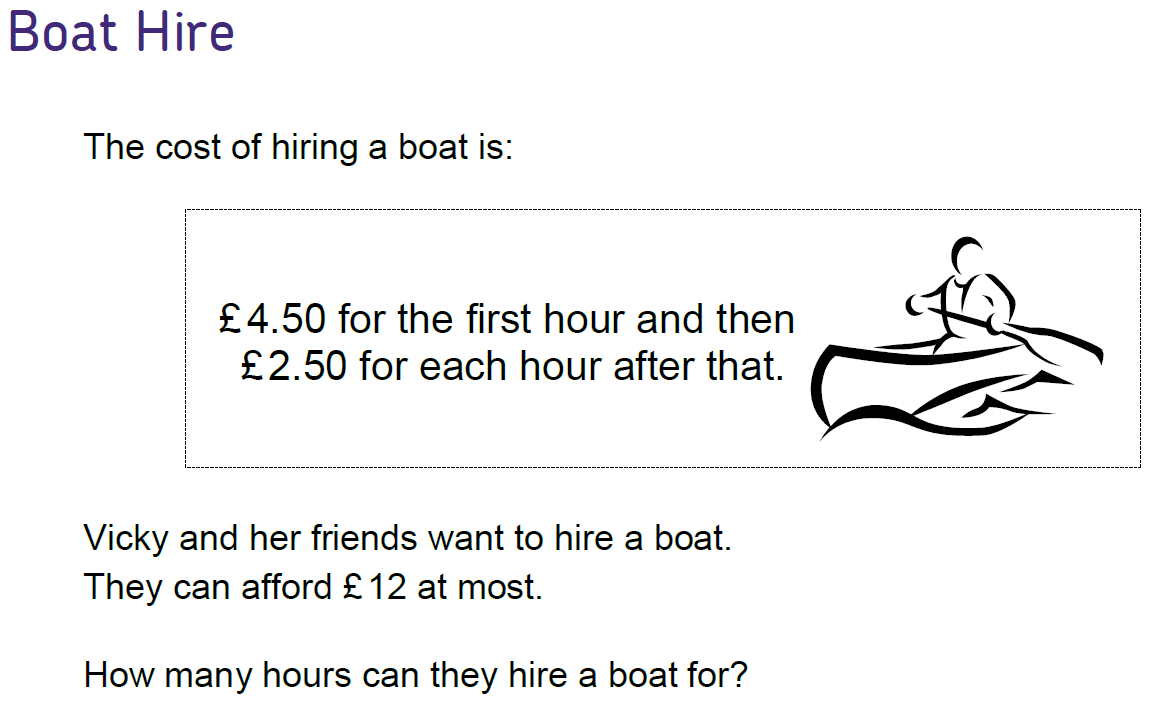 Boat Hire
The cost of hiring a boat is:
£4.50 for the first hour and then
£2.50 for each hour after that.
Vicky and her friends want to hire a boat.
They can afford £12 at most.
How many hours can they hire a boat for?